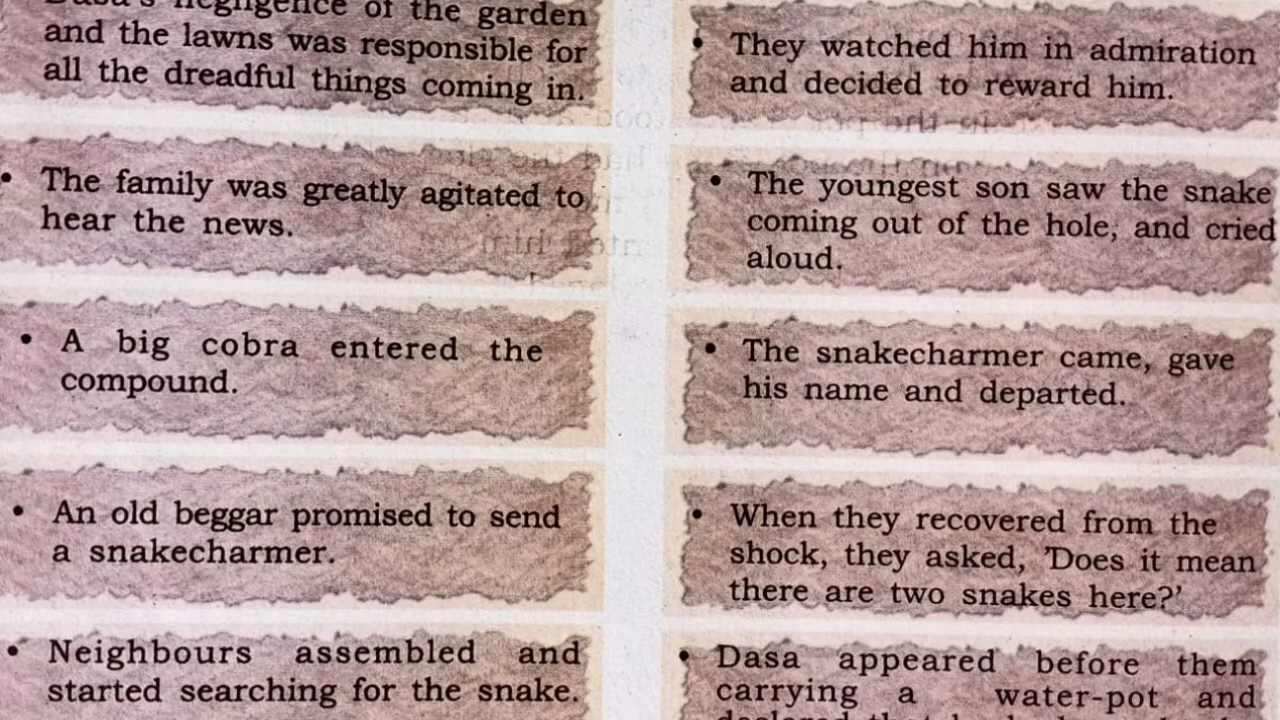 Dasa's negligence of the garden
and the lawns was responsible for
all the dreadful things coming in.
• The family was greatly agitated to
hear the news.
• A big cobra entered the
compound.
• An old beggar promised to send
a snakecharmer.
• Neighbours assembled and
started searching for the snake.
• They watched him in admiration
and decided to reward him.
• The youngest son saw the snake
coming out of the hole, and cried
aloud.
• The snakecharmer came, gave
his name and departed.
• When they recovered from the
shock, they asked, 'Does it mean
there are two snakes here?'
• Dasa appeared before them
carrying a water-pot and